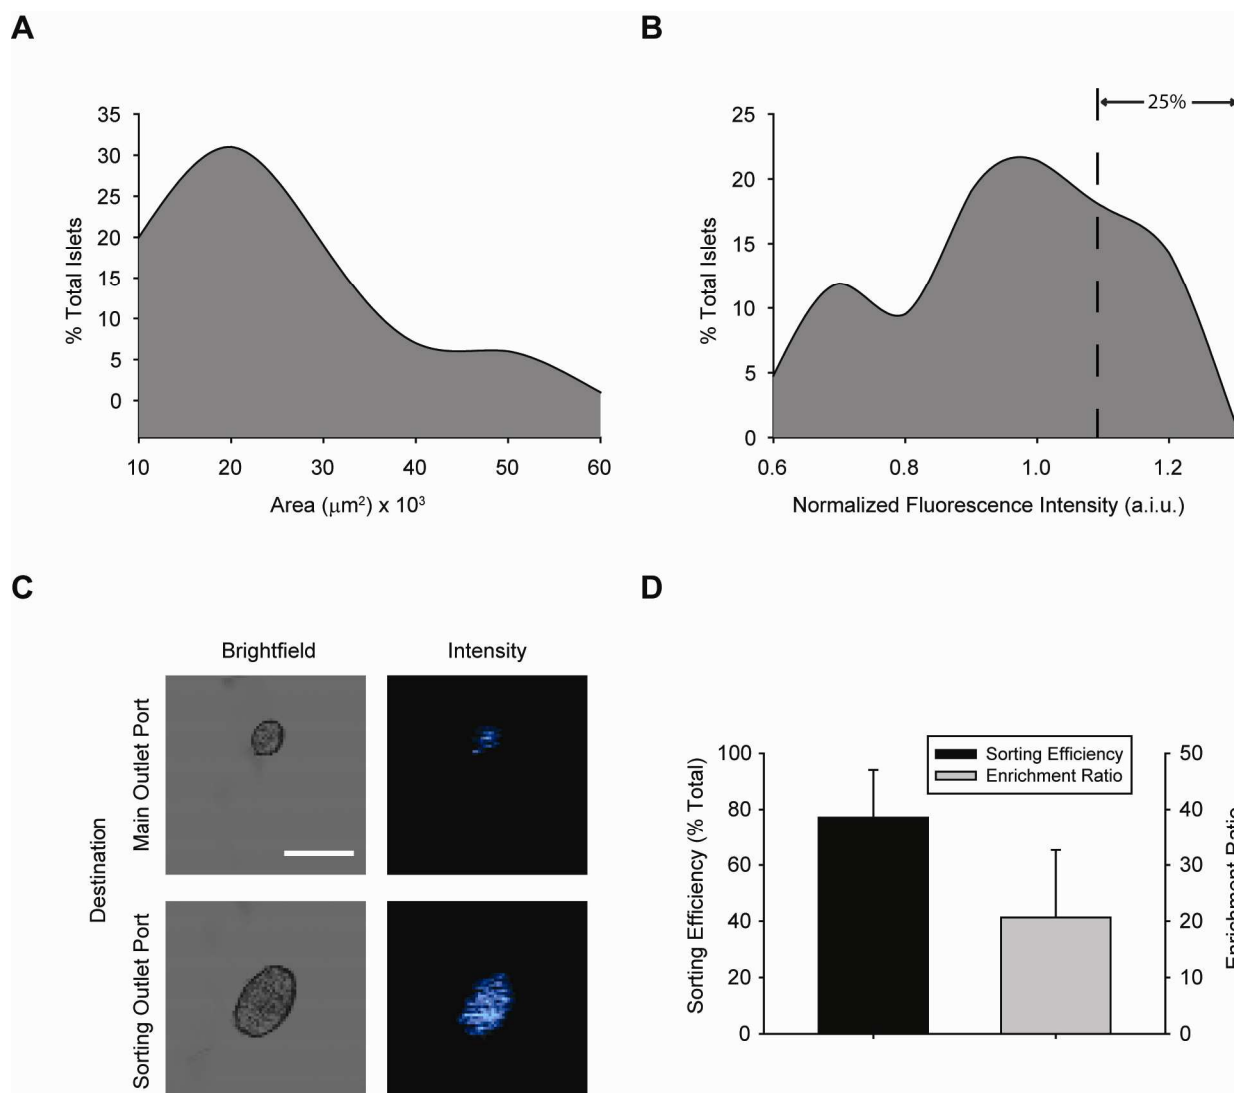 A
B
25%
35
30
25
20
15
10
5
0
% Total Islets
10 20 30 40 50 60
Area (μm²) x 10³
25
20
15
10
5
0
% Total Islets
0.6 0.8 1.0 1.2
Normalized Fluorescence Intensity (a.i.u.)
C
D
Brightfield Intensity
Destination
Main Outlet Port
Sorting Outlet Port
Sorting Efficiency
Enrichment Ratio
100
80
60
40
20
0
Sorting Efficiency (% Total)
50
40
30
20
10
0
Enrichment Ratio